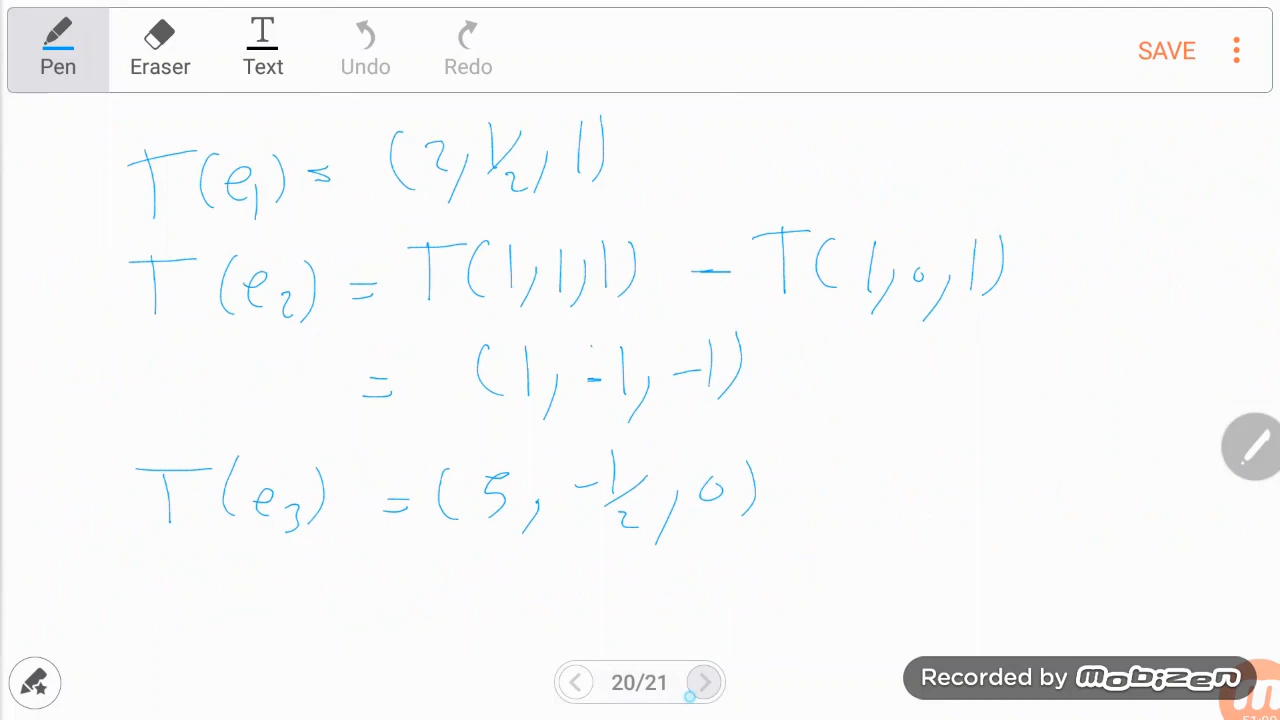 Pen Eraser Text Undo Redo SAVE
T(e₁) = (2, 1/2, 1)
T(e₂) = T(1, 1, 1) - T(1, 0, 1)
= (1, -1, -1)
T(e₃) = (5, -1/2, 0)
20/21
Recorded by mobizen